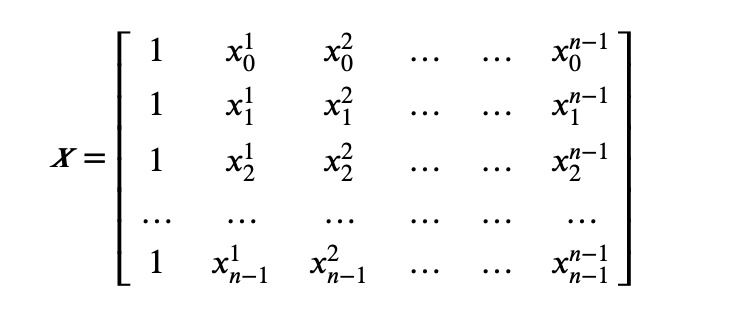 1 x_0^1 x_0^2 … … x_0^{n−1}
1 x_1^1 x_1^2 … … x_1^{n−1}
X = 1 x_2^1 x_2^2 … … x_2^{n−1}
… … … … … …
1 x_{n−1}^1 x_{n−1}^2 … … x_{n−1}^{n−1}